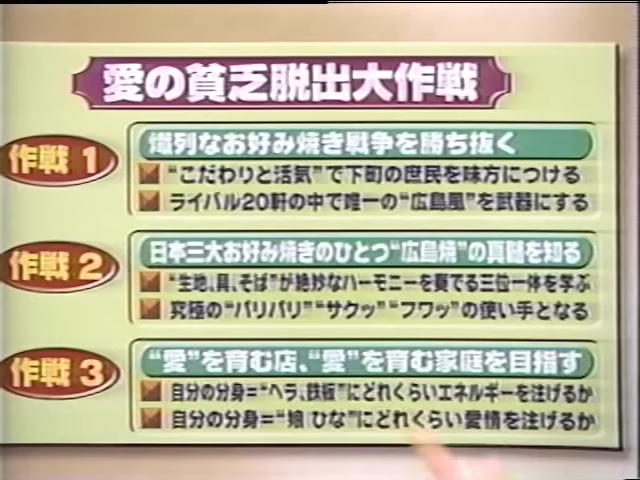 愛の貧乏脱出大作戦
作戦1
熾烈なお好み焼き戦争を勝ち抜く
“こだわりと活気”で下町の庶民を味方につける
ライバル20軒の中で唯一の“広島風”を武器にする
作戦2
日本三大お好み焼きのひとつ“広島焼”の真髄を知る
“生地、具、そば”が絶妙なハーモニーを奏でる三位一体を学ぶ
究極の“パリパリ”“サクッ”“フワッ”の使い手となる
作戦3
“愛”を育む店、“愛”を育む家庭を目指す
自分の分身=“ヘラ、鉄板”にどれくらいエネルギーを注げるか
自分の分身=“娘 ひな”にどれくらい愛情を注げるか